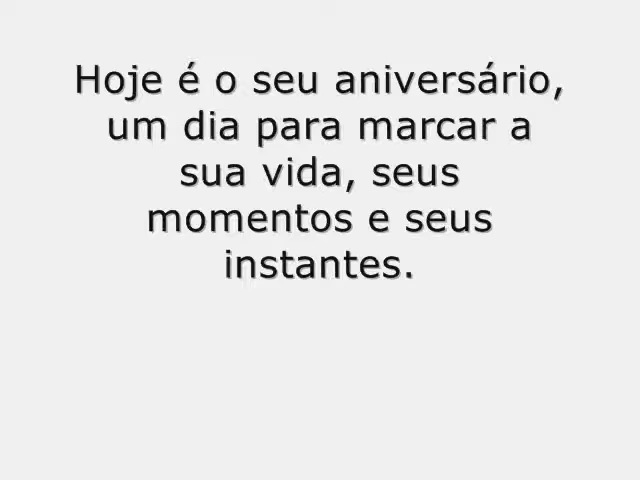 Hoje é o seu aniversário,
um dia para marcar a
sua vida, seus
momentos e seus
instantes.